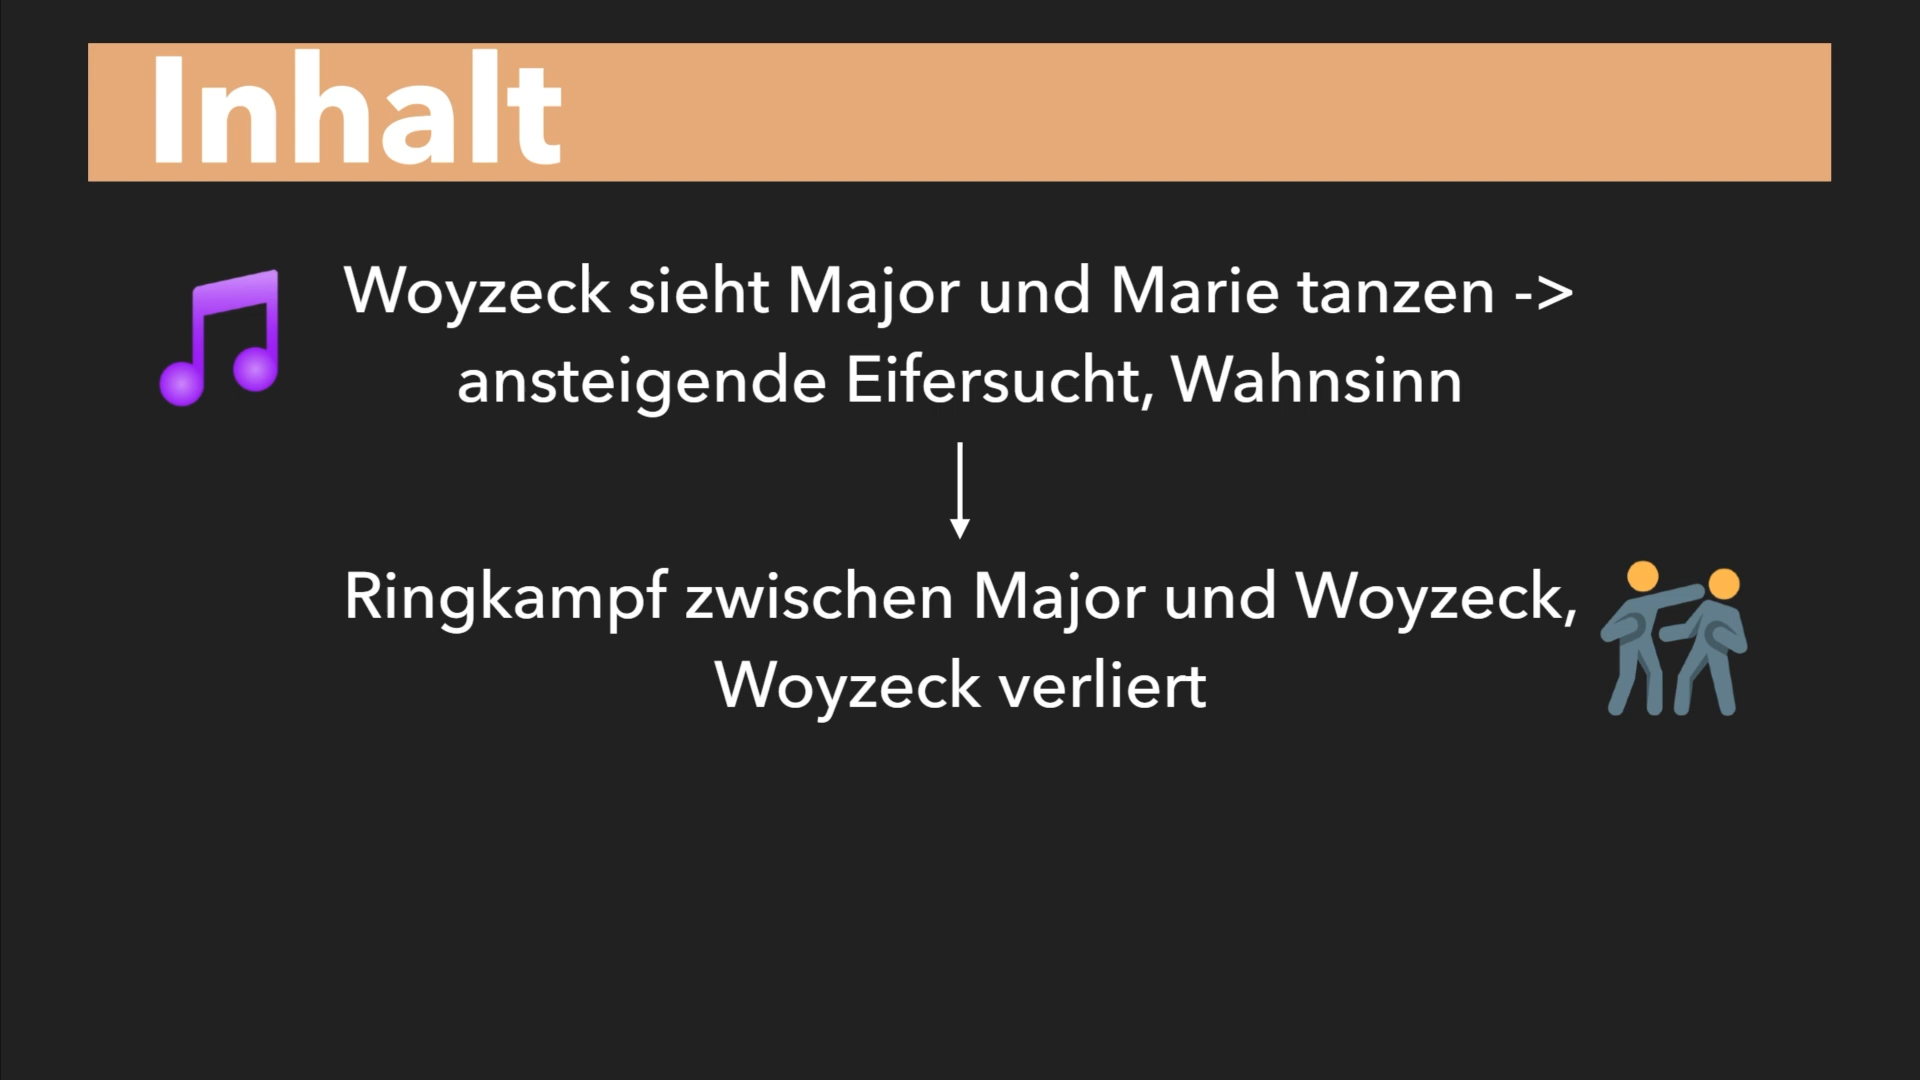 Inhalt
Woyzeck sieht Major und Marie tanzen ->
ansteigende Eifersucht, Wahnsinn
Ringkampf zwischen Major und Woyzeck,
Woyzeck verliert